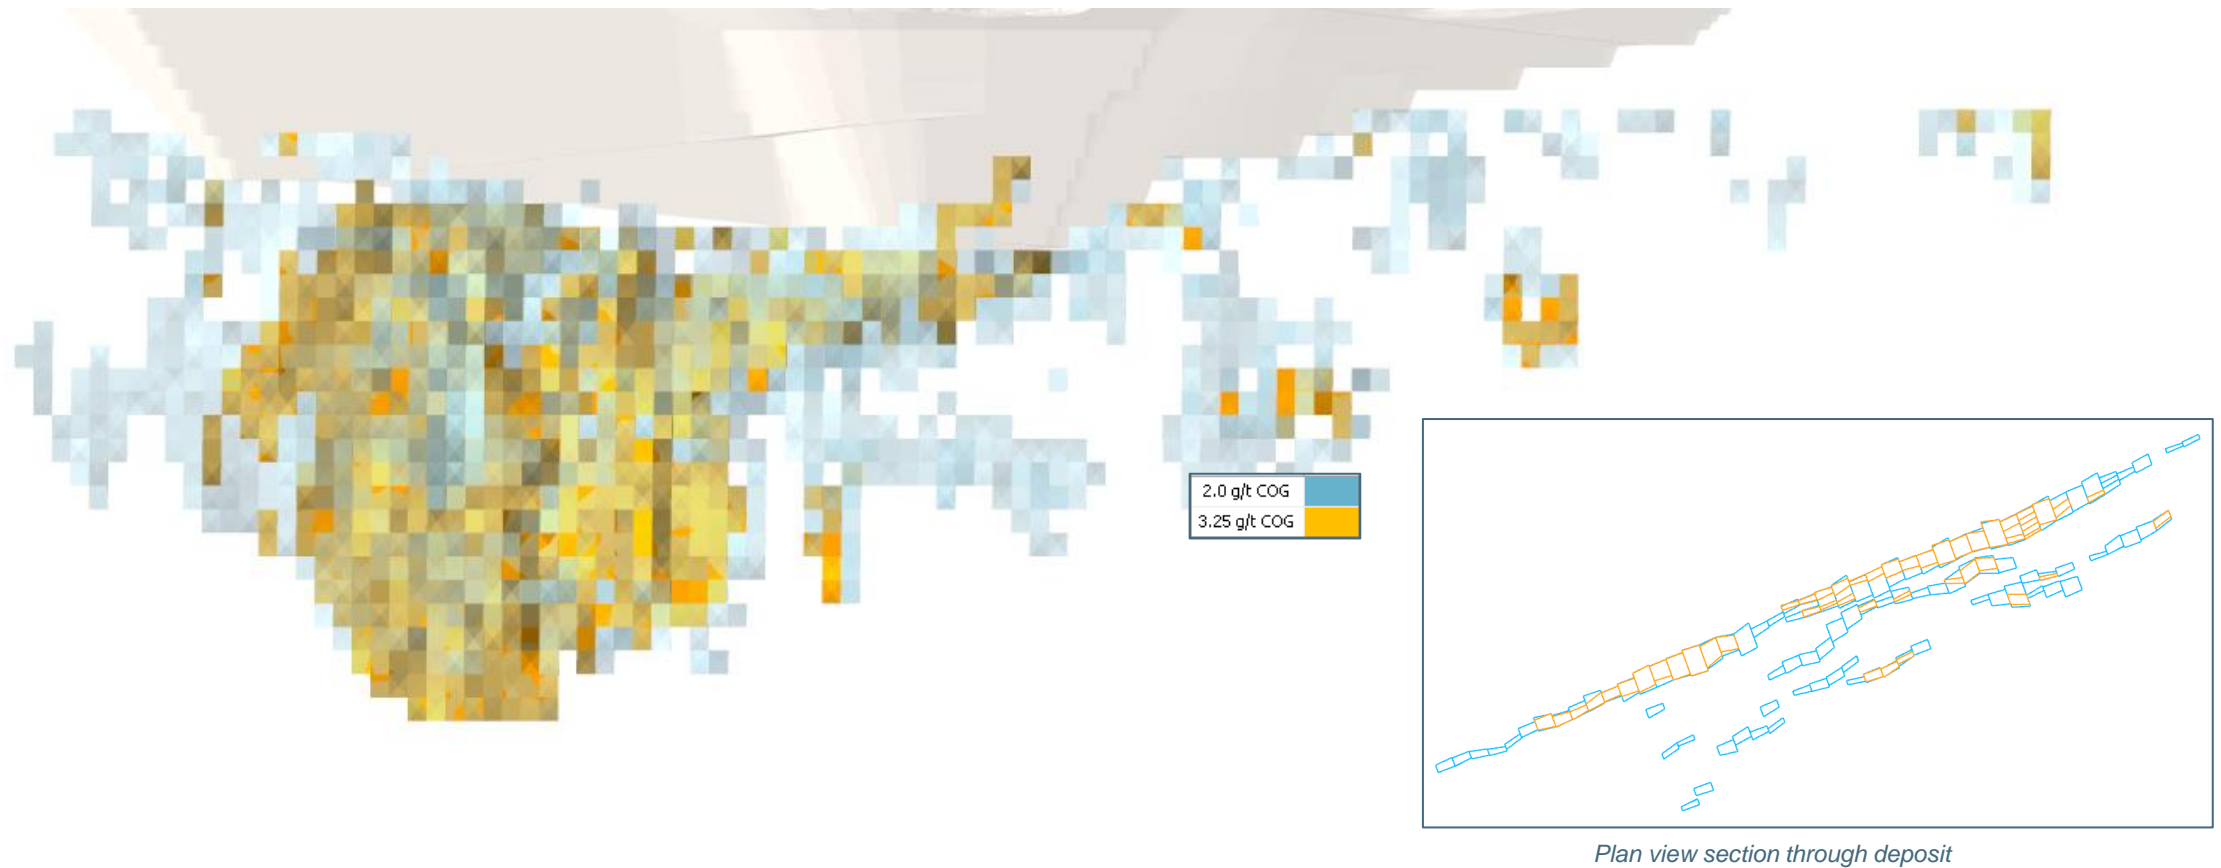 2.0 g/t COG
3.25 g/t COG
Plan view section through deposit